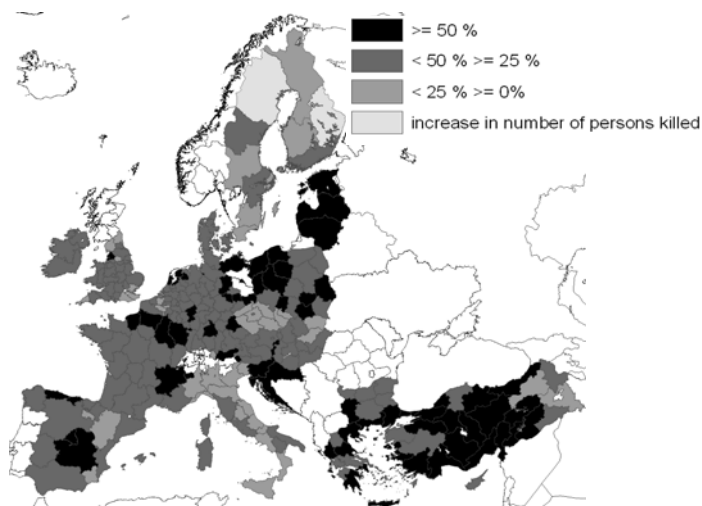 >= 50 %
< 50 % >= 25 %
< 25 % >= 0%
increase in number of persons killed